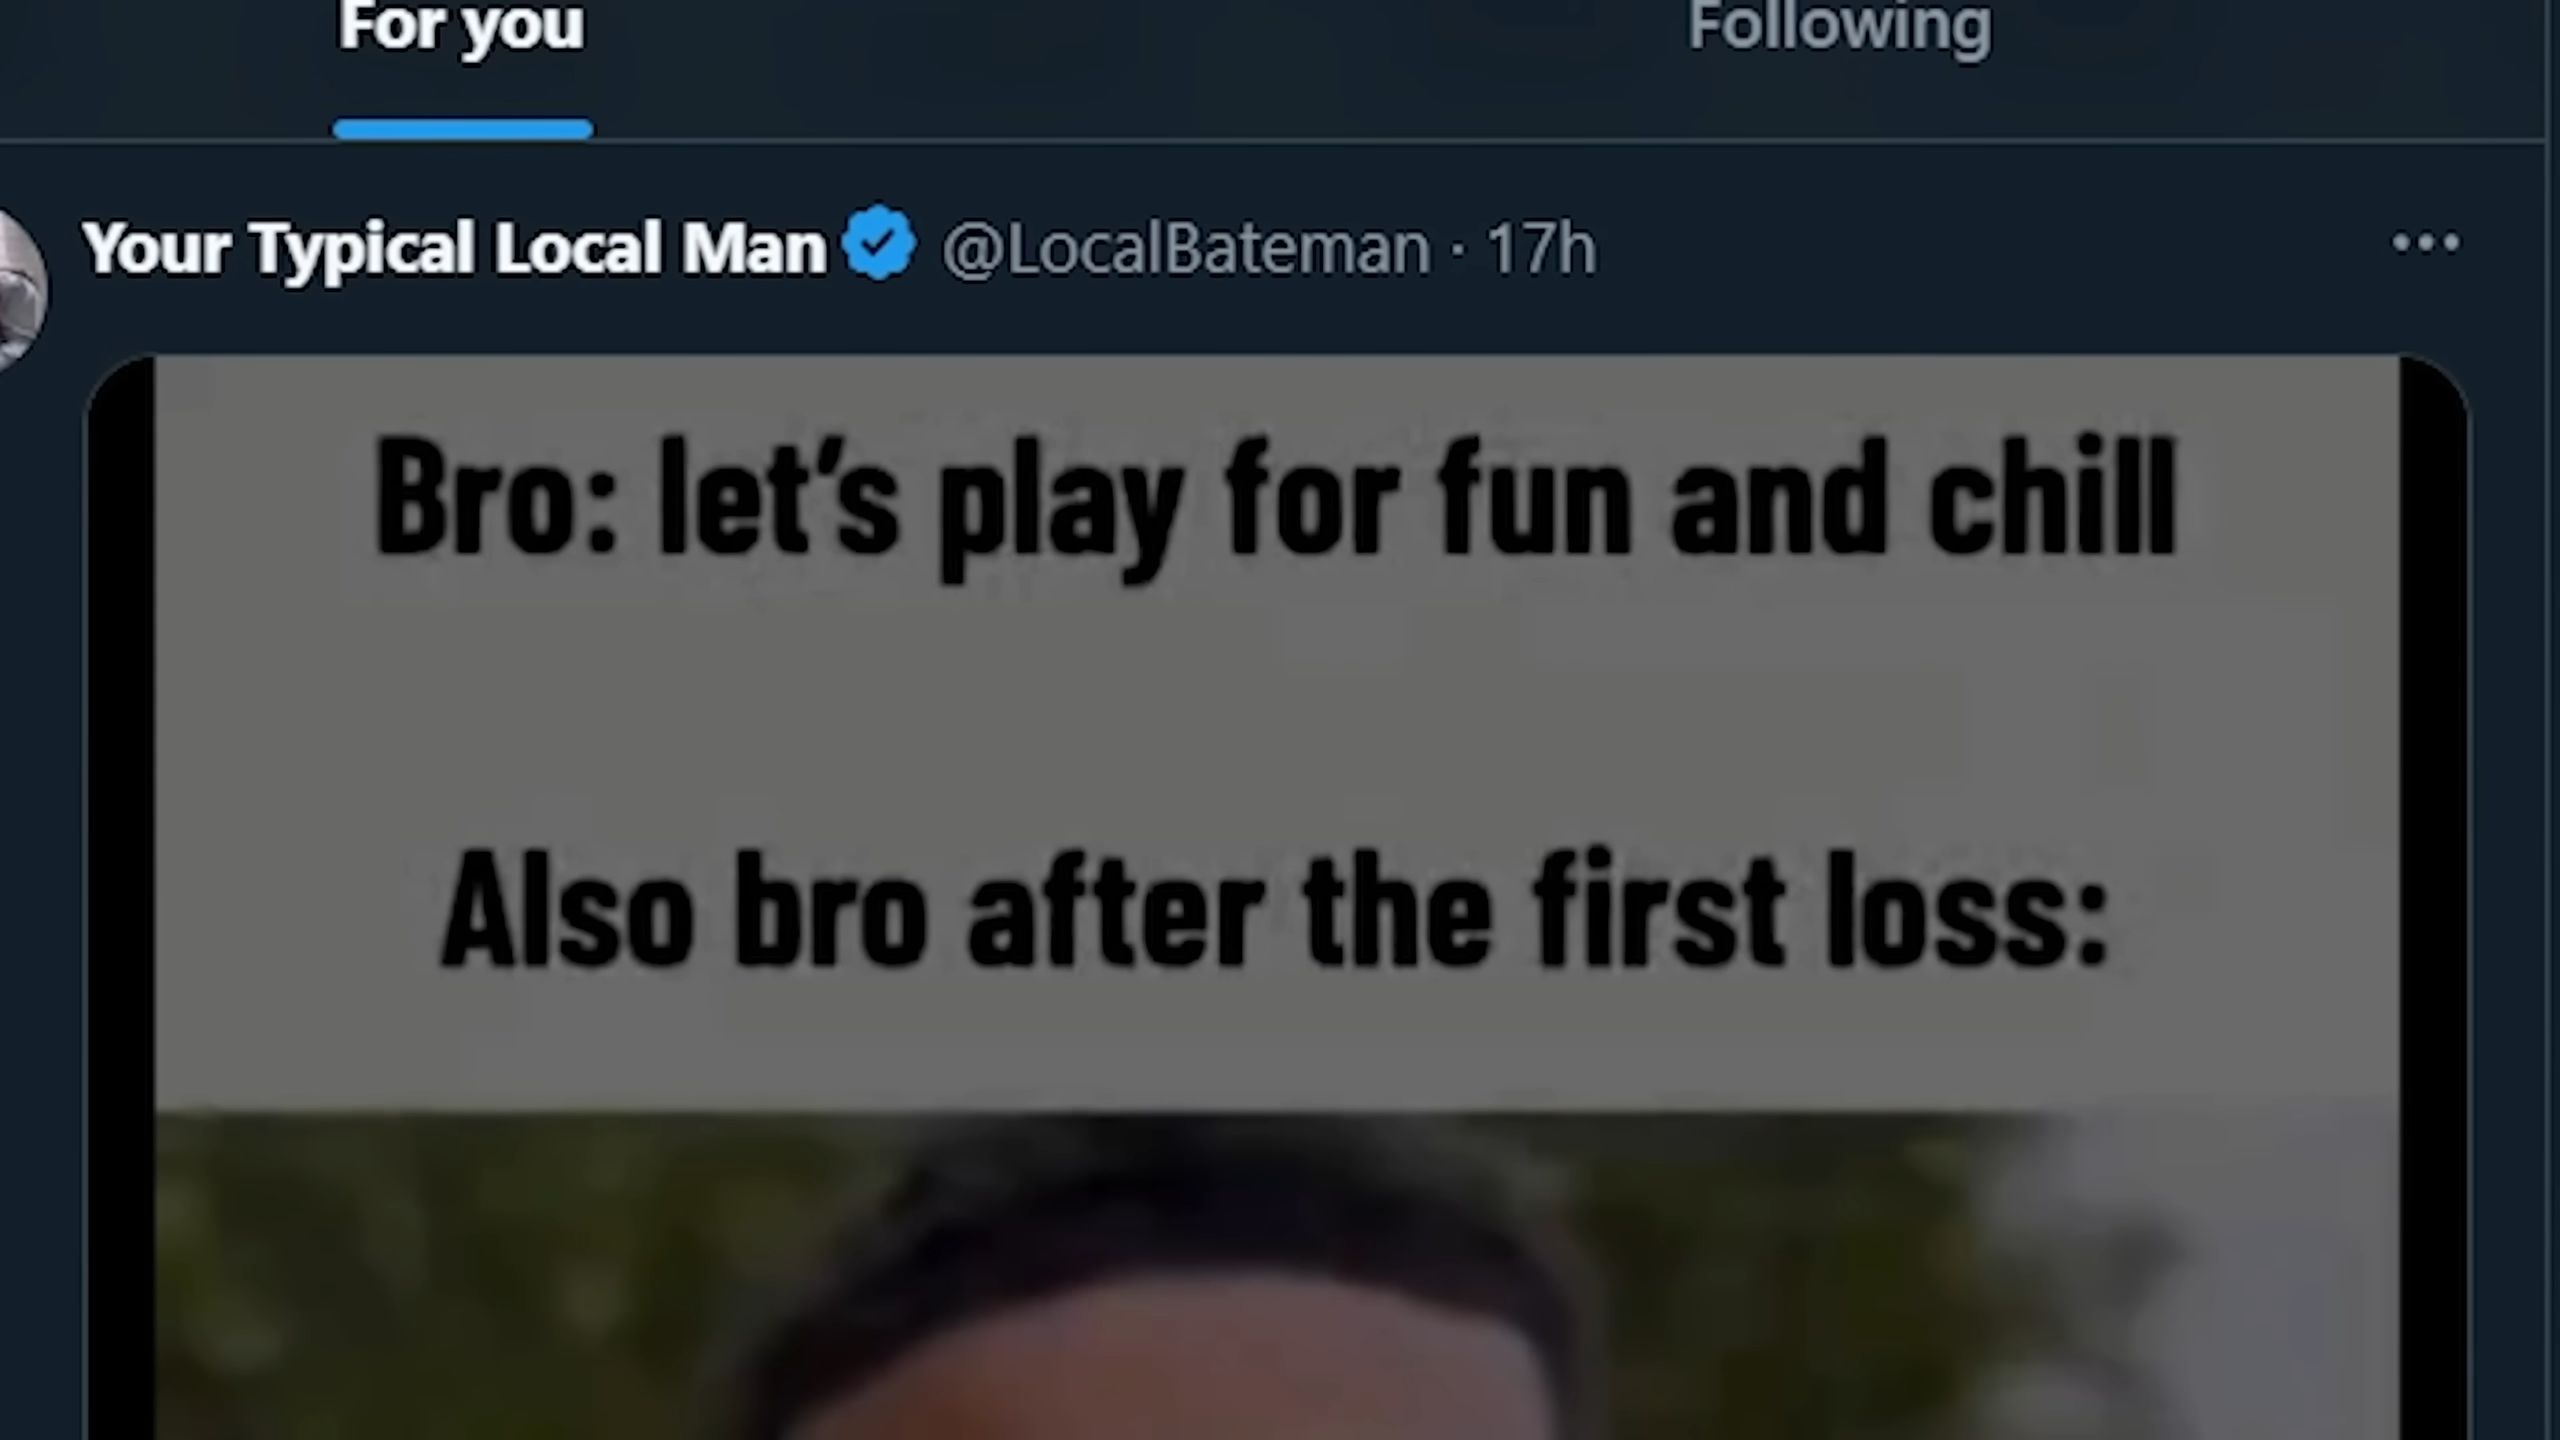 For you
Following
Your Typical Local Man @LocalBateman · 17h
Bro: let's play for fun and chill
Also bro after the first loss: